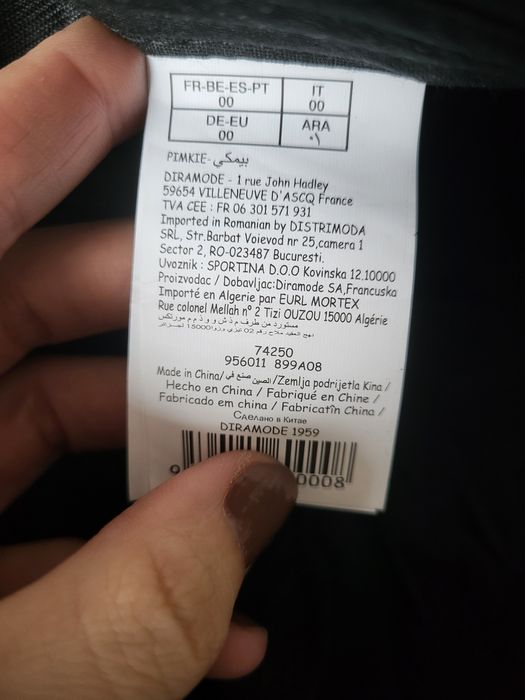 FR-BE-ES-PT IT
00 00
DE-EU ARA
00 ٠١
PIMKIE-بيمكي
DIRAMODE - 1 rue John Hadley
59654 VILLENEUVE D'ASCQ France
TVA CEE : FR 06 301 571 931
Imported in Romanian by DISTRIMODA
SRL, Str.Barbat Voievod nr 25,camera 1
Sector 2, RO-023487 Bucuresti.
Uvoznik : SPORTINA D.O.O Kovinska 12.10000
Proizvodac / Dobavljac:Diramode SA,Francuska
Importé en Algerie par EURL MORTEX
Rue colonel Mellah n° 2 Tizi OUZOU 15000 Algérie
مستورد من طرف
15000
74250
956011 899A08
Made in China/صنع في الصين/Zemlja podrijetla Kina/
Hecho en China / Fabriqué en Chine /
Fabricado em china / Fabricatîn China /
Сделано в Китае
DIRAMODE 1959
9 0008